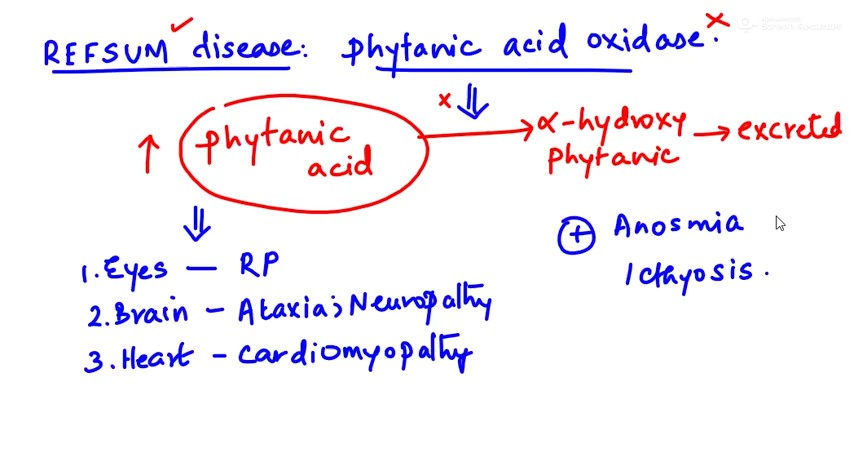 REFSUM disease: phytanic acid oxidase.
↑ phytanic acid → α-hydroxy phytanic → excreted
1. Eyes — RP
2. Brain – Ataxia; Neuropathy
3. Heart – cardiomyopathy
+ Anosmia
Icthyosis.